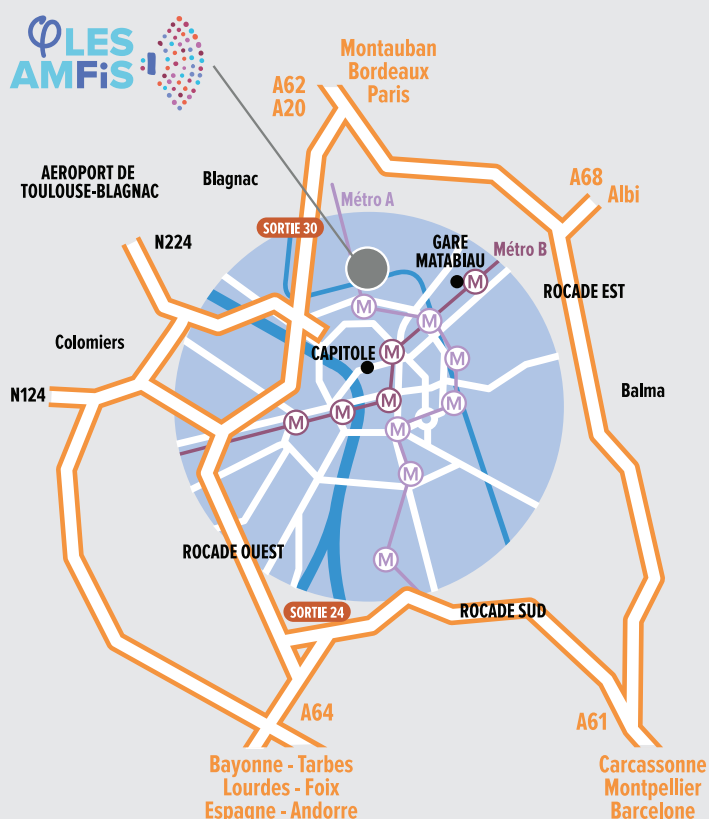 φLES
AMFiS
Montauban
Bordeaux
Paris
A62
A20
AEROPORT DE
TOULOUSE-BLAGNAC
Blagnac
Métro A
A68
Albi
SORTIE 30
N224
GARE
MATABIAU
Métro B
ROCADE EST
M
M
M
Colomiers
CAPITOLE
M
M
N124
Balma
M
M
M
M
M
M
ROCADE OUEST
M
SORTIE 24
ROCADE SUD
A64
A61
Bayonne - Tarbes
Lourdes - Foix
Espagne - Andorre
Carcassonne
Montpellier
Barcelone